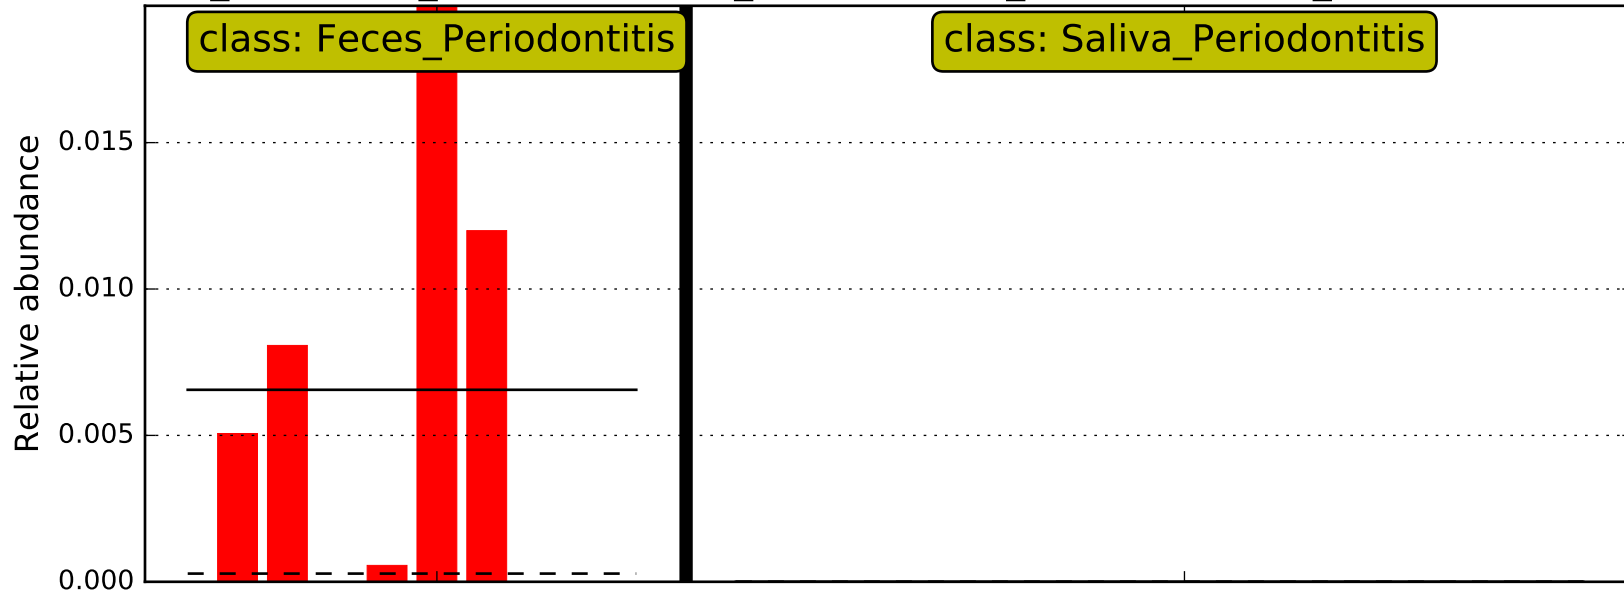 class: Feces_Periodontitis
class: Saliva_Periodontitis
Relative abundance
0.015
0.010
0.005
0.000